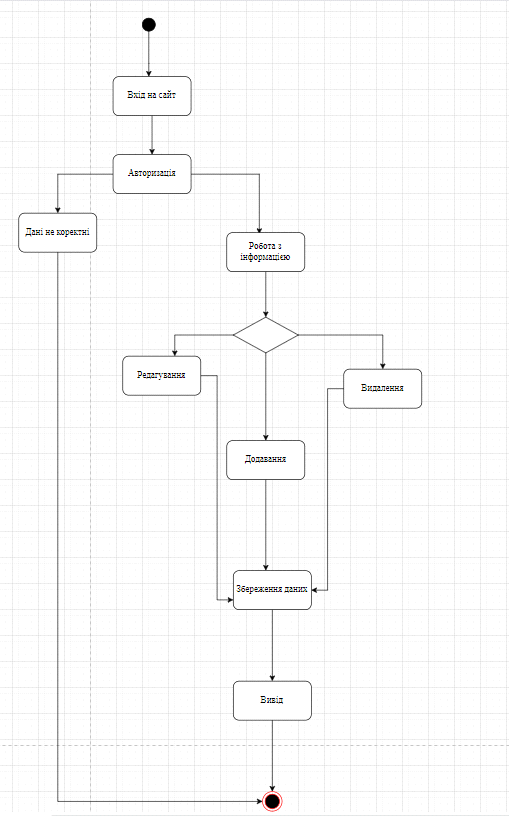 Вхід на сайт
Авторизація
Дані не коректні
Робота з
інформацією
Редагування
Видалення
Додавання
Збереження даних
Вивід